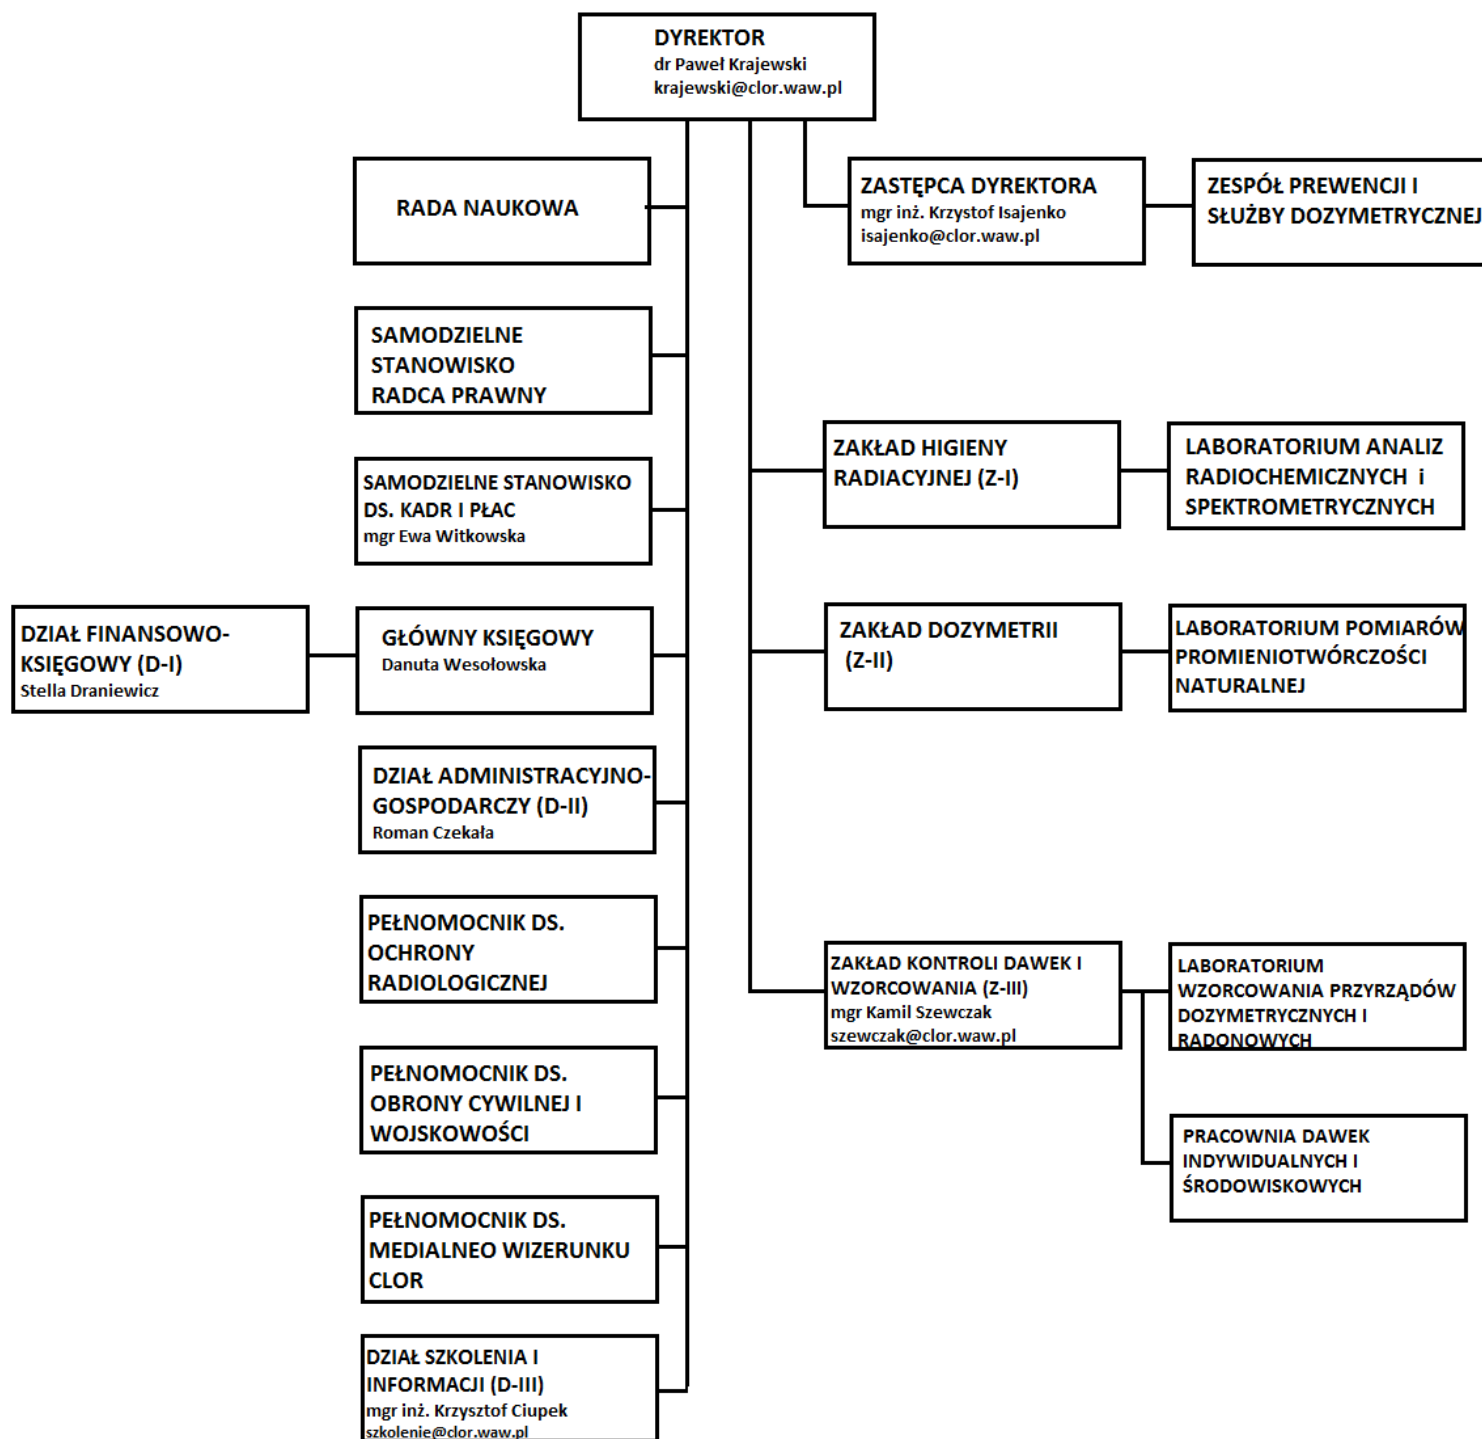 DYREKTOR
dr Paweł Krajewski
krajewski@clor.waw.pl
RADA NAUKOWA
ZASTĘPCA DYREKTORA
mgr inż. Krzystof Isajenko
isajenko@clor.waw.pl
ZESPÓŁ PREWENCJI I
SŁUŻBY DOZYMETRYCZNEJ
SAMODZIELNE
STANOWISKO
RADCA PRAWNY
SAMODZIELNE STANOWISKO
DS. KADR I PŁAC
mgr Ewa Witkowska
ZAKŁAD HIGIENY
RADIACYJNEJ (Z-I)
LABORATORIUM ANALIZ
RADIOCHEMICZNYCH i
SPEKTROMETRYCZNYCH
DZIAŁ FINANSOWO-
KSIĘGOWY (D-I)
Stella Draniewicz
GŁÓWNY KSIĘGOWY
Danuta Wesołowska
ZAKŁAD DOZYMETRII
(Z-II)
LABORATORIUM POMIARÓW
PROMIENIOTWÓRCZOŚCI
NATURALNEJ
DZIAŁ ADMINISTRACYJNO-
GOSPODARCZY (D-II)
Roman Czekała
PEŁNOMOCNIK DS.
OCHRONY
RADIOLOGICZNEJ
ZAKŁAD KONTROLI DAWEK I
WZORCOWANIA (Z-III)
mgr Kamil Szewczak
szewczak@clor.waw.pl
LABORATORIUM
WZORCOWANIA PRZYRZĄDÓW
DOZYMETRYCZNYCH I
RADONOWYCH
PEŁNOMOCNIK DS.
OBRONY CYWILNEJ I
WOJSKOWOŚCI
PRACOWNIA DAWEK
INDYWIDUALNYCH I
ŚRODOWISKOWYCH
PEŁNOMOCNIK DS.
MEDIALNEO WIZERUNKU
CLOR
DZIAŁ SZKOLENIA I
INFORMACJI (D-III)
mgr inż. Krzysztof Ciupek
szkolenie@clor.waw.pl